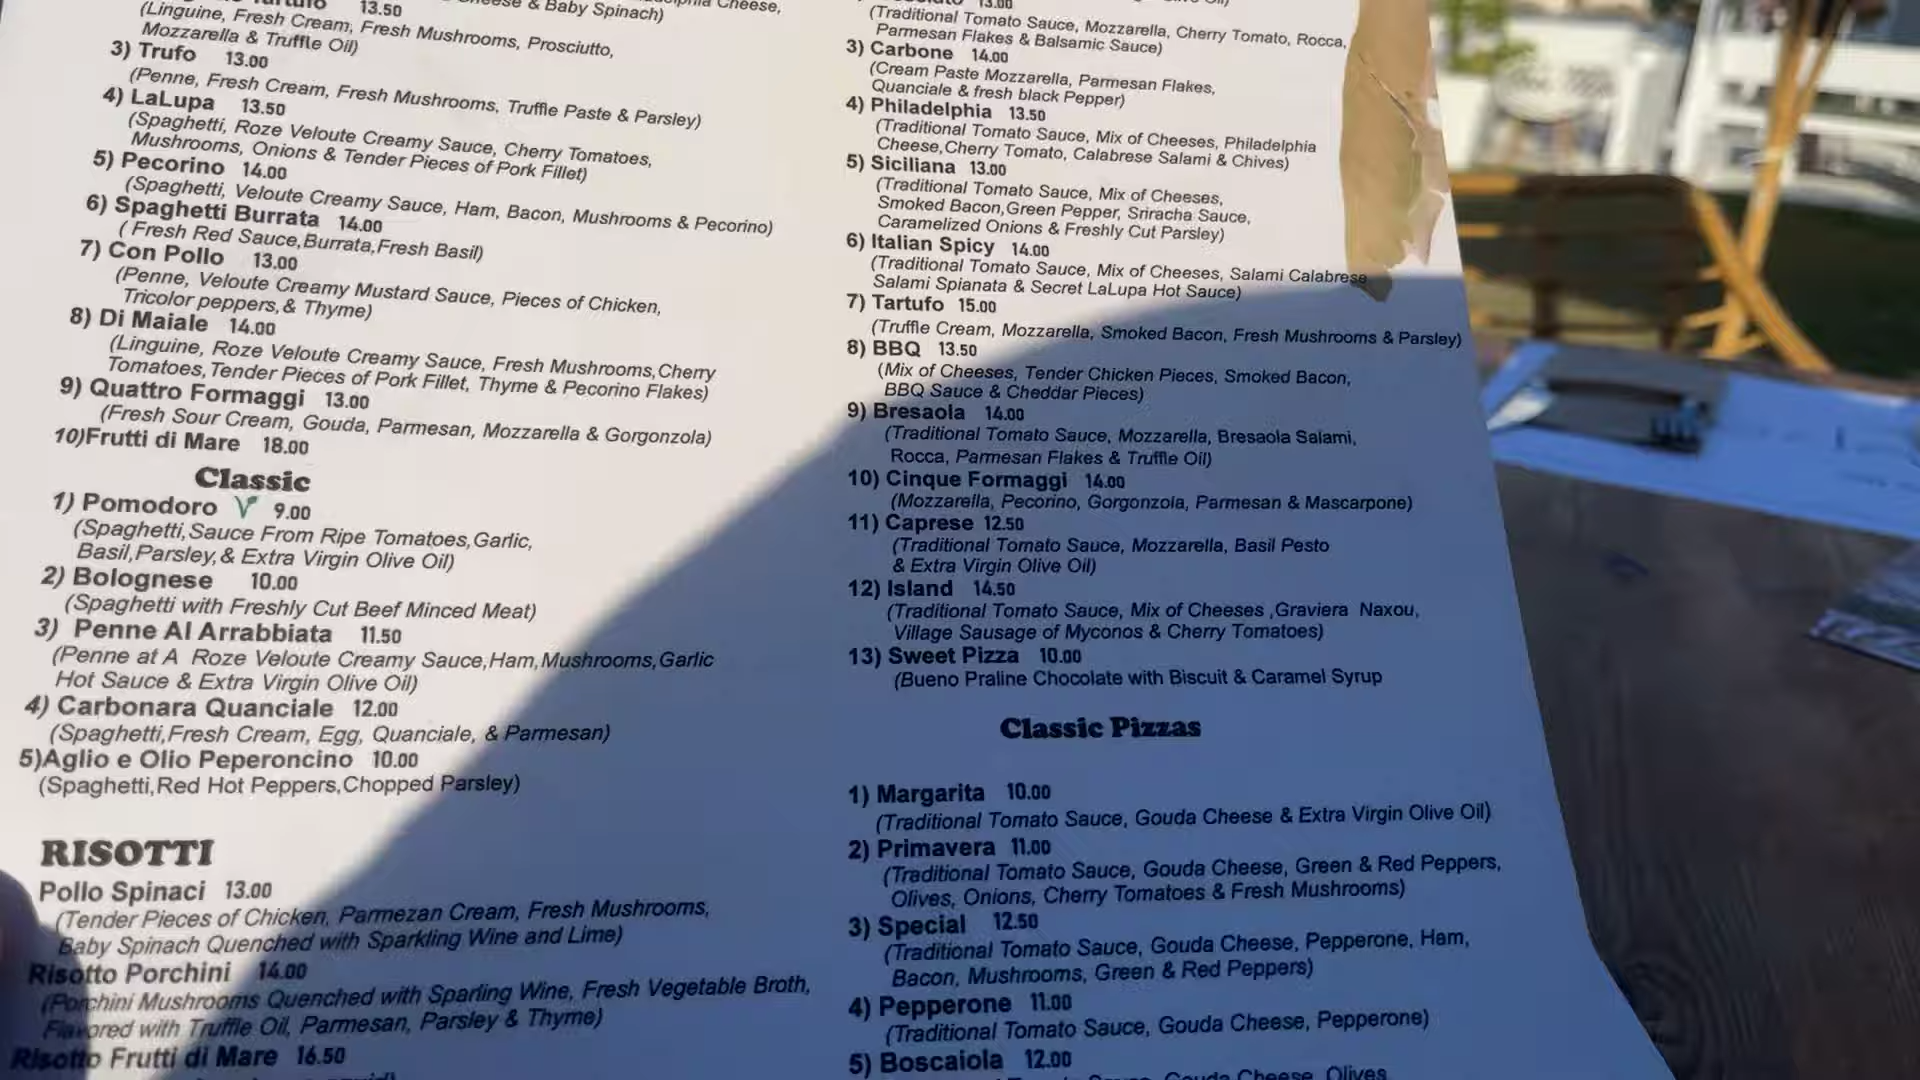 Tartufo 13.50
Cheese & Baby Spinach)
(Linguine, Fresh Cream, Fresh Mushrooms, Prosciutto,
Mozzarella & Truffle Oil)
3) Trufo 13.00
(Penne, Fresh Cream, Fresh Mushrooms, Truffle Paste & Parsley)
4) LaLupa 13.50
(Spaghetti, Roze Veloute Creamy Sauce, Cherry Tomatoes,
Mushrooms, Onions & Tender Pieces of Pork Fillet)
5) Pecorino 14.00
(Spaghetti, Veloute Creamy Sauce, Ham, Bacon, Mushrooms & Pecorino)
6) Spaghetti Burrata 14.00
( Fresh Red Sauce,Burrata,Fresh Basil)
7) Con Pollo 13.00
(Penne, Veloute Creamy Mustard Sauce, Pieces of Chicken,
Tricolor peppers,& Thyme)
8) Di Maiale 14.00
(Linguine, Roze Veloute Creamy Sauce, Fresh Mushrooms,Cherry
Tomatoes,Tender Pieces of Pork Fillet, Thyme & Pecorino Flakes)
9) Quattro Formaggi 13.00
(Fresh Sour Cream, Gouda, Parmesan, Mozzarella & Gorgonzola)
10)Frutti di Mare 18.00
Classic
1) Pomodoro V 9.00
(Spaghetti,Sauce From Ripe Tomatoes,Garlic,
Basil,Parsley,& Extra Virgin Olive Oil)
2) Bolognese 10.00
(Spaghetti with Freshly Cut Beef Minced Meat)
3) Penne Al Arrabbiata 11.50
(Penne at A Roze Veloute Creamy Sauce,Ham,Mushrooms,Garlic
Hot Sauce & Extra Virgin Olive Oil)
4) Carbonara Quanciale 12.00
(Spaghetti,Fresh Cream, Egg, Quanciale, & Parmesan)
5)Aglio e Olio Peperoncino 10.00
(Spaghetti,Red Hot Peppers,Chopped Parsley)
RISOTTI
Pollo Spinaci 13.00
(Tender Pieces of Chicken, Parmezan Cream, Fresh Mushrooms,
Baby Spinach Quenched with Sparkling Wine and Lime)
Risotto Porchini 14.00
(Porchini Mushrooms Quenched with Sparling Wine, Fresh Vegetable Broth,
Flavored with Truffle Oil, Parmesan, Parsley & Thyme)
Risotto Frutti di Mare 16.50
13.00
(Traditional Tomato Sauce, Mozzarella, Cherry Tomato, Rocca,
Parmesan Flakes & Balsamic Sauce)
3) Carbone 14.00
(Cream Paste Mozzarella, Parmesan Flakes,
Quanciale & fresh black Pepper)
4) Philadelphia 13.50
(Traditional Tomato Sauce, Mix of Cheeses, Philadelphia
Cheese,Cherry Tomato, Calabrese Salami & Chives)
5) Siciliana 13.00
(Traditional Tomato Sauce, Mix of Cheeses,
Smoked Bacon,Green Pepper, Sriracha Sauce,
Caramelized Onions & Freshly Cut Parsley)
6) Italian Spicy 14.00
(Traditional Tomato Sauce, Mix of Cheeses, Salami Calabrese
Salami Spianata & Secret LaLupa Hot Sauce)
7) Tartufo 15.00
(Truffle Cream, Mozzarella, Smoked Bacon, Fresh Mushrooms & Parsley)
8) BBQ 13.50
(Mix of Cheeses, Tender Chicken Pieces, Smoked Bacon,
BBQ Sauce & Cheddar Pieces)
9) Bresaola 14.00
(Traditional Tomato Sauce, Mozzarella, Bresaola Salami,
Rocca, Parmesan Flakes & Truffle Oil)
10) Cinque Formaggi 14.00
(Mozzarella, Pecorino, Gorgonzola, Parmesan & Mascarpone)
11) Caprese 12.50
(Traditional Tomato Sauce, Mozzarella, Basil Pesto
& Extra Virgin Olive Oil)
12) Island 14.50
(Traditional Tomato Sauce, Mix of Cheeses ,Graviera Naxou,
Village Sausage of Myconos & Cherry Tomatoes)
13) Sweet Pizza 10.00
(Bueno Praline Chocolate with Biscuit & Caramel Syrup
Classic Pizzas
1) Margarita 10.00
(Traditional Tomato Sauce, Gouda Cheese & Extra Virgin Olive Oil)
2) Primavera 11.00
(Traditional Tomato Sauce, Gouda Cheese, Green & Red Peppers,
Olives, Onions, Cherry Tomatoes & Fresh Mushrooms)
3) Special 12.50
(Traditional Tomato Sauce, Gouda Cheese, Pepperone, Ham,
Bacon, Mushrooms, Green & Red Peppers)
4) Pepperone 11.00
(Traditional Tomato Sauce, Gouda Cheese, Pepperone)
5) Boscaiola 12.00
Gouda Cheese, Olives